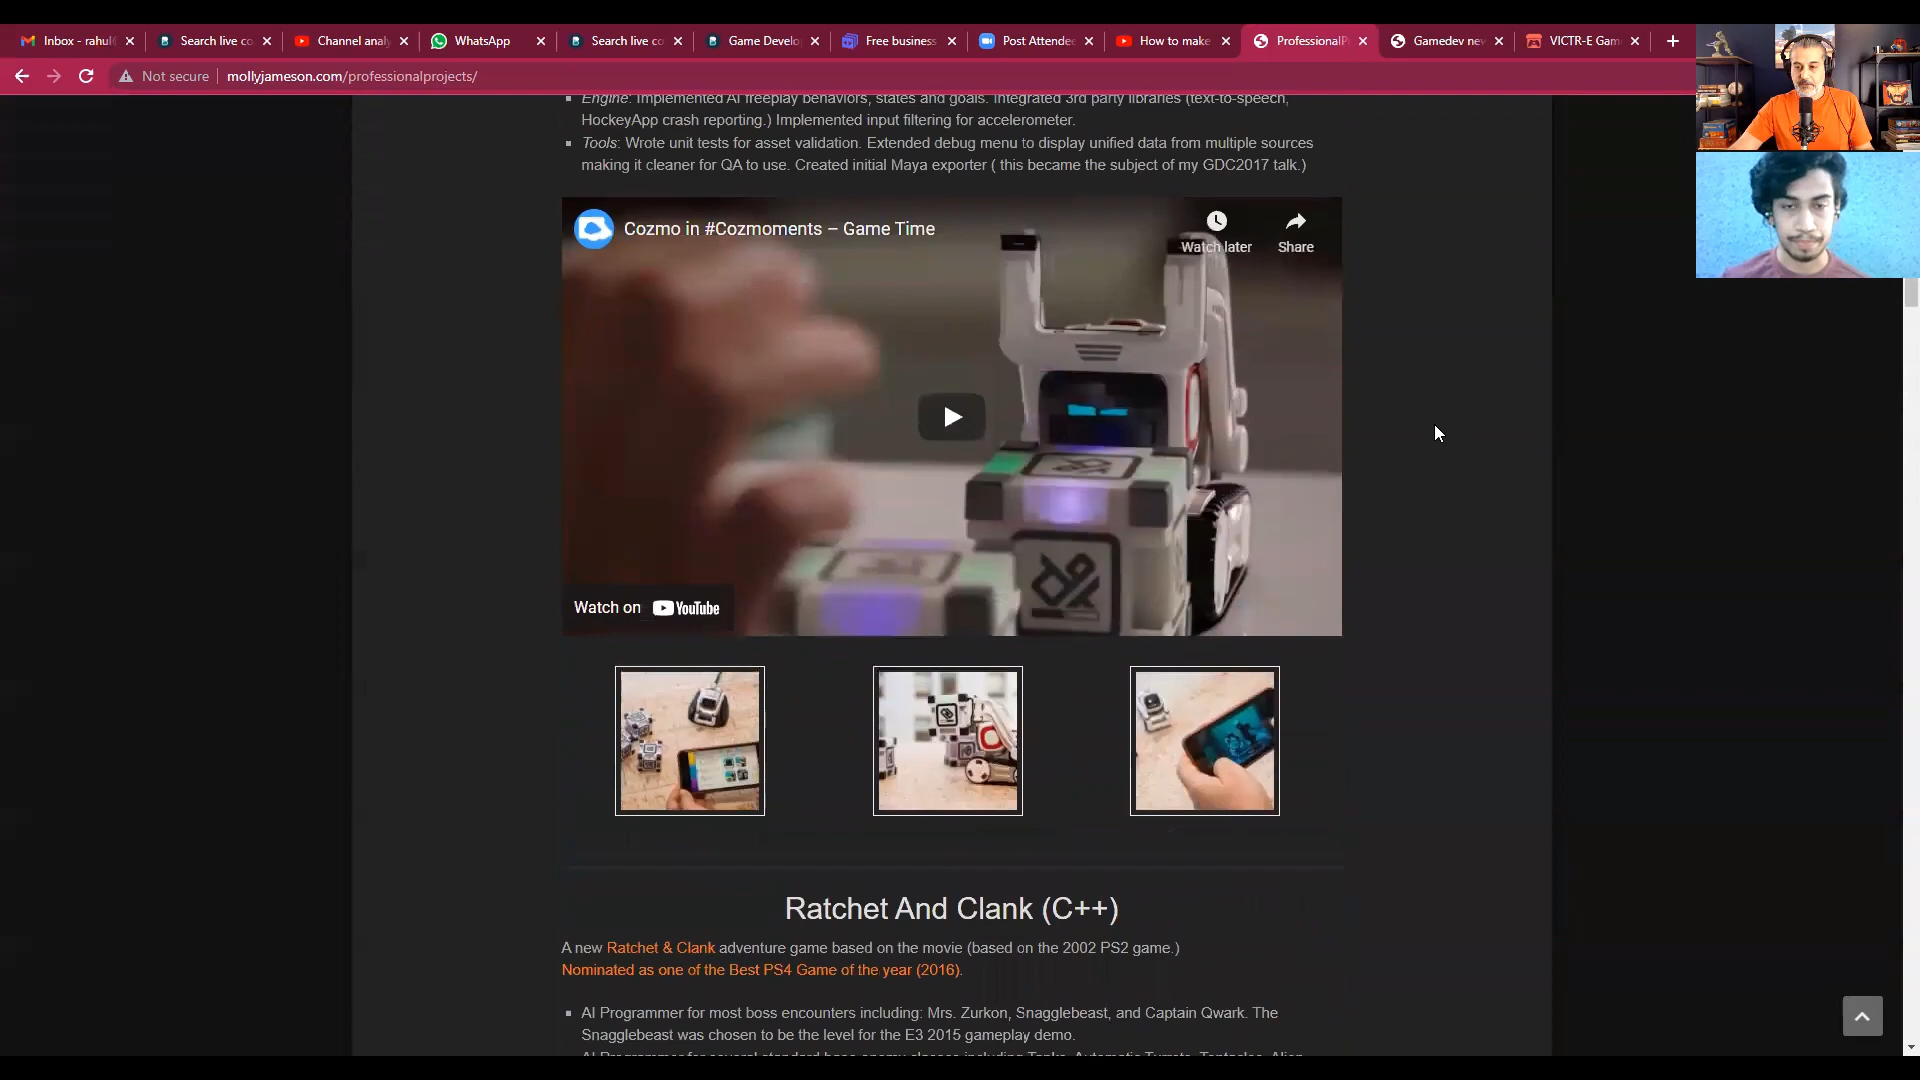 Inbox - rahul
Search live co
Channel analy
WhatsApp
Search live co
Game Develo
Free business
Post Attende
How to make
ProfessionalP
Gamedev nev
VICTR-E Gam
Not secure
mollyjameson.com/professionalprojects/
Engine: Implemented AI freeplay behaviors, states and goals. Integrated 3rd party libraries (text-to-speech,
HockeyApp crash reporting.) Implemented input filtering for accelerometer.
Tools: Wrote unit tests for asset validation. Extended debug menu to display unified data from multiple sources
making it cleaner for QA to use. Created initial Maya exporter ( this became the subject of my GDC2017 talk.)
Cozmo in #Cozmoments – Game Time
Watch later
Share
Watch on YouTube
Ratchet And Clank (C++)
A new Ratchet & Clank adventure game based on the movie (based on the 2002 PS2 game.)
Nominated as one of the Best PS4 Game of the year (2016).
AI Programmer for most boss encounters including: Mrs. Zurkon, Snagglebeast, and Captain Qwark. The
Snagglebeast was chosen to be the level for the E3 2015 gameplay demo.